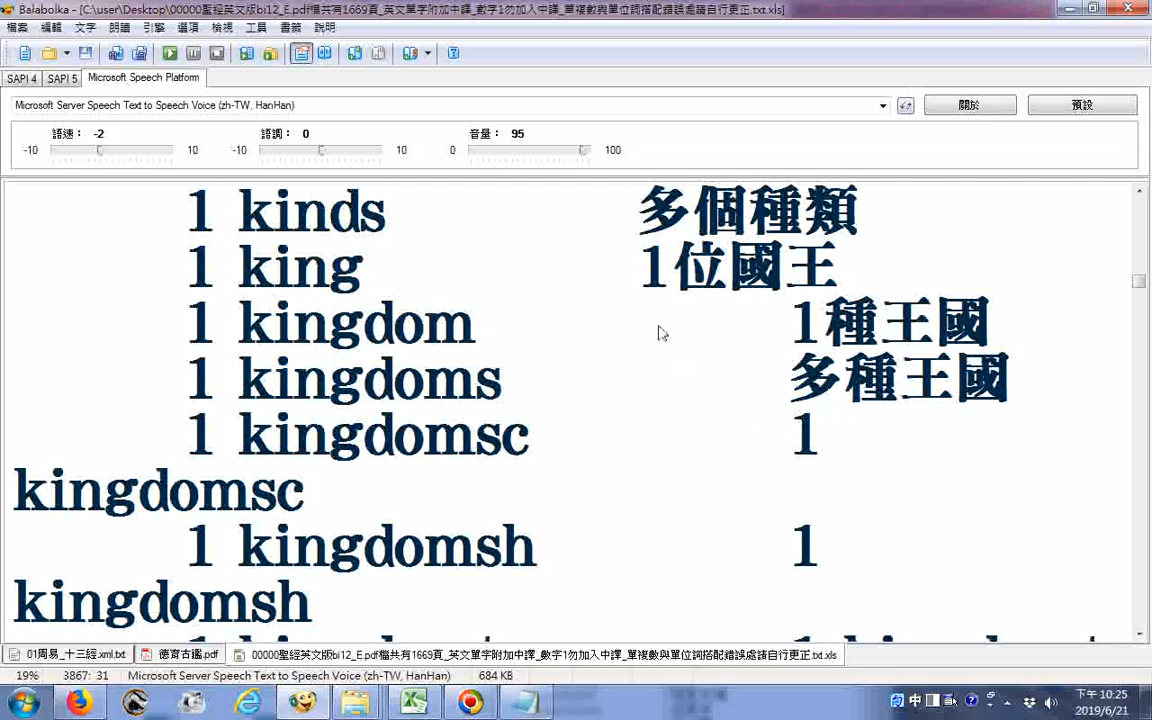 Balabolka - [C:\user\Desktop\00000聖經英文版bi12_E.pdf檔共有1669頁_英文單字附加中譯_數字1勿加入中譯_單複數與單位詞搭配錯誤處請自行更正.txt.xls]
檔案 編輯 文字 朗讀 引擎 選項 檢視 工具 書籤 說明
SAPI 4 SAPI 5 Microsoft Speech Platform
Microsoft Server Speech Text to Speech Voice (zh-TW, HanHan) 關於 預設
語速： -2 語調： 0 音量： 95
-10 10 -10 10 0 100
1 kinds 多個種類
1 king 1位國王
1 kingdom 1種王國
1 kingdoms 多種王國
1 kingdomsc 1
kingdomsc
1 kingdomsh 1
kingdomsh
01周易_十三經.xml.txt 德育古鑑.pdf 00000聖經英文版bi12_E.pdf檔共有1669頁_英文單字附加中譯_數字1勿加入中譯_單複數與單位詞搭配錯誤處請自行更正.txt.xls
19% 3867: 31 Microsoft Server Speech Text to Speech Voice (zh-TW, HanHan) 684 KB
中 下午 10:25
2019/6/21